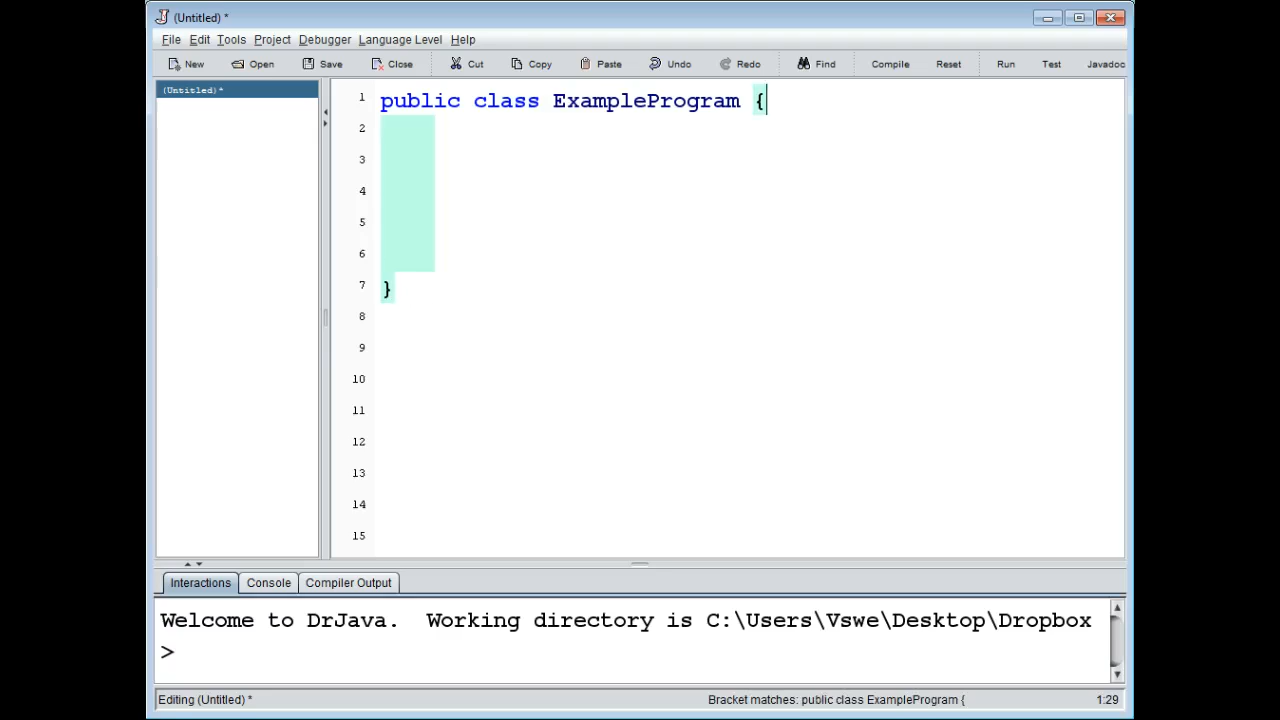 (Untitled) *
File Edit Tools Project Debugger Language Level Help
New Open Save Close Cut Copy Paste Undo Redo Find Compile Reset Run Test Javadoc
(Untitled)*
1 public class ExampleProgram {
2
3
4
5
6
7 }
8
9
10
11
12
13
14
15
Interactions Console Compiler Output
Welcome to DrJava. Working directory is C:\Users\Vswe\Desktop\Dropbox
>
Editing (Untitled) * Bracket matches: public class ExampleProgram { 1:29